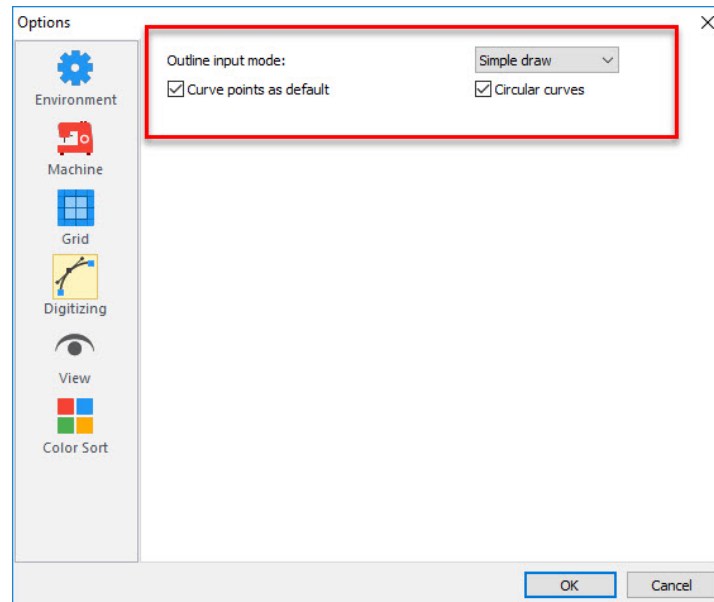 Options
Outline input mode: Simple draw
Curve points as default Circular curves
Environment
Machine
Grid
Digitizing
View
Color Sort
OK Cancel